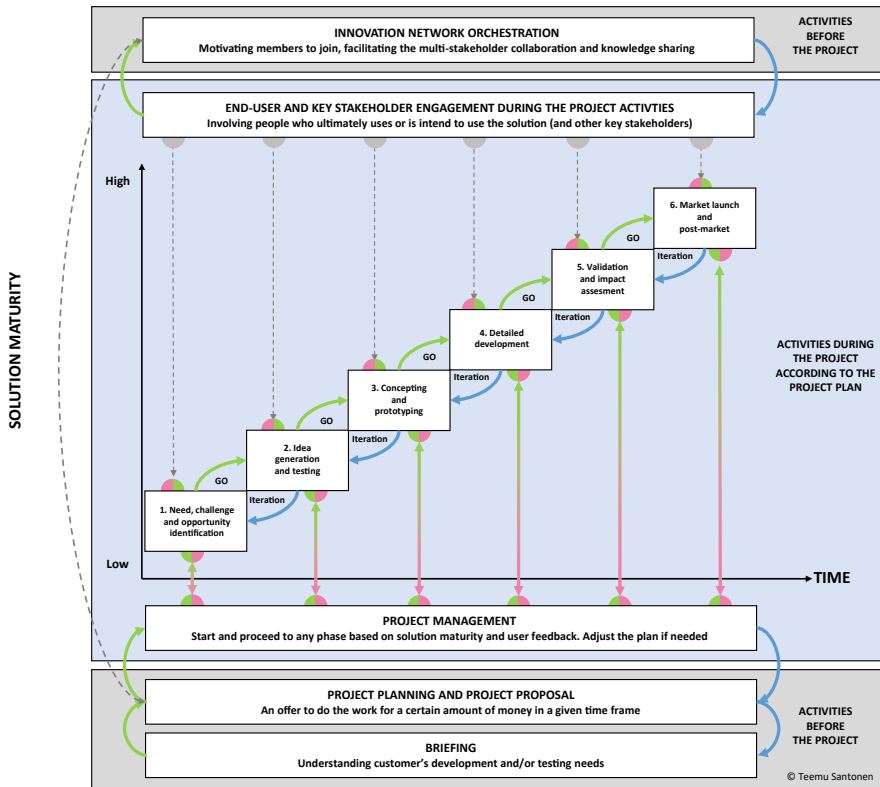 INNOVATION NETWORK ORCHESTRATION
Motivating members to join, facilitating the multi-stakeholder collaboration and knowledge sharing
ACTIVITIES
BEFORE
THE PROJECT
END-USER AND KEY STAKEHOLDER ENGAGEMENT DURING THE PROJECT ACTIVTIES
Involving people who ultimately uses or is intend to use the solution (and other key stakeholders)
SOLUTION MATURITY
High
6. Market launch
and
post-market
GO
Iteration
5. Validation
and impact
assesment
GO
Iteration
4. Detailed
development
GO
Iteration
3. Concepting
and
prototyping
GO
Iteration
2. Idea
generation
and testing
GO
Iteration
1. Need, challenge
and opportunity
identification
Low
TIME
ACTIVITIES DURING
THE PROJECT
ACCORDING TO THE
PROJECT PLAN
PROJECT MANAGEMENT
Start and proceed to any phase based on solution maturity and user feedback. Adjust the plan if needed
PROJECT PLANNING AND PROJECT PROPOSAL
An offer to do the work for a certain amount of money in a given time frame
BRIEFING
Understanding customer's development and/or testing needs
ACTIVITIES
BEFORE
THE PROJECT
© Teemu Santonen